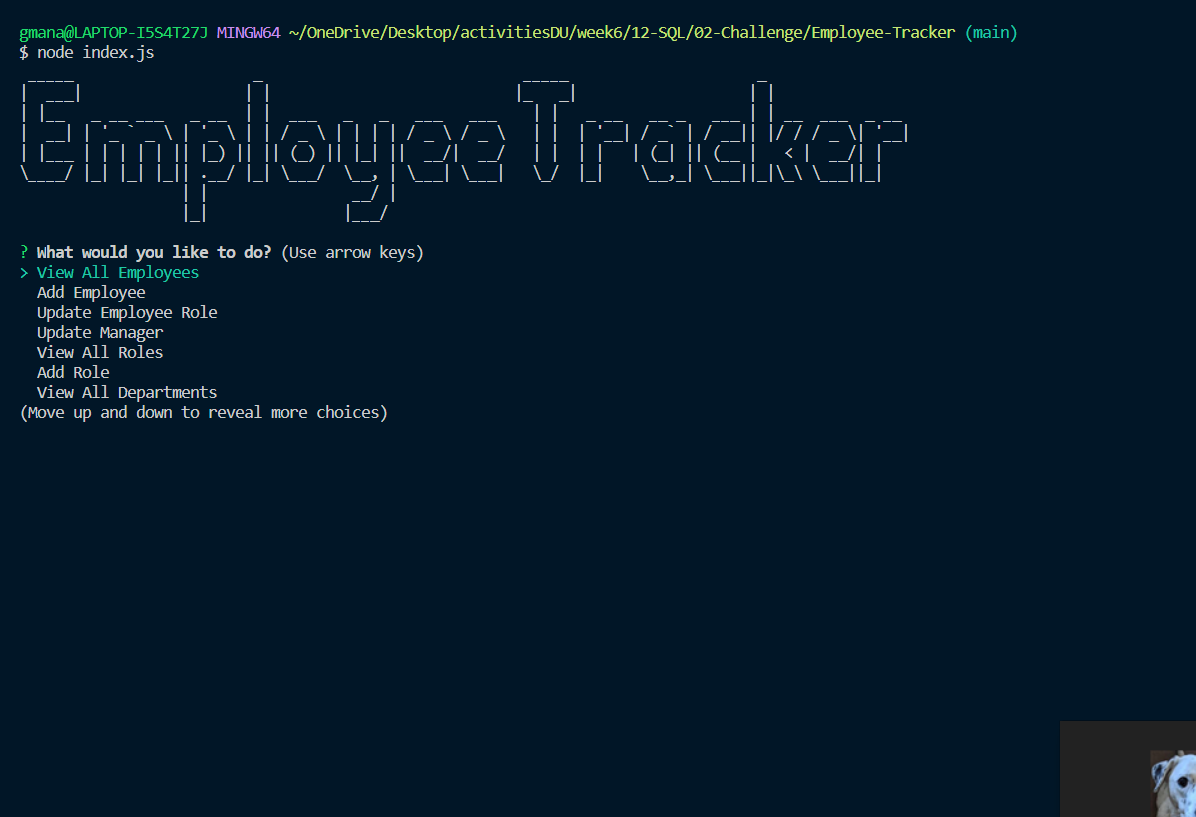 gmana@LAPTOP-I5S4T27J MINGW64 ~/OneDrive/Desktop/activitiesDU/week6/12-SQL/02-Challenge/Employee-Tracker (main)
$ node index.js
Employee Tracker
? What would you like to do? (Use arrow keys)
> View All Employees
Add Employee
Update Employee Role
Update Manager
View All Roles
Add Role
View All Departments
(Move up and down to reveal more choices)